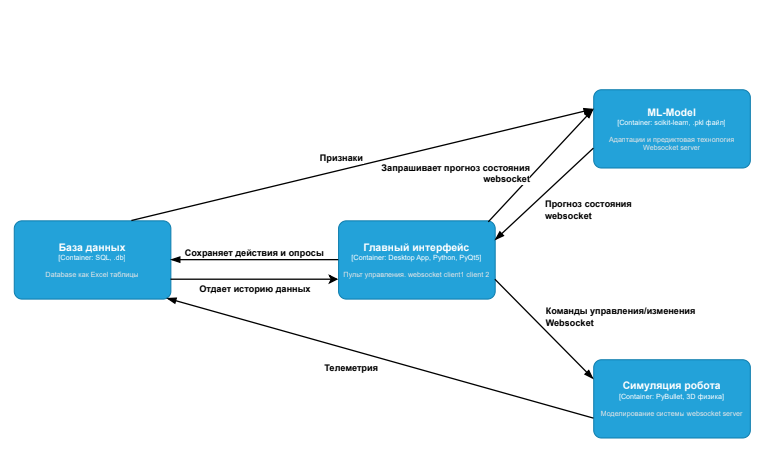 ML-Model
[Container: scikit-learn, .pkl файл]
Адаптации и предиктовая технология
Websocket server
Признаки
Запрашивает прогноз состояния
websocket
Прогноз состояния
websocket
База данных
[Container: SQL, .db]
Database как Excel таблицы
Сохраняет действия и опросы
Отдает историю данных
Главный интерфейс
[Container: Desktop App, Python, PyQt5]
Пульт управления. websocket client1 client 2
Команды управления/изменения
Websocket
Телеметрия
Симуляция робота
[Container: PyBullet, 3D физика]
Моделирование системы websocket server